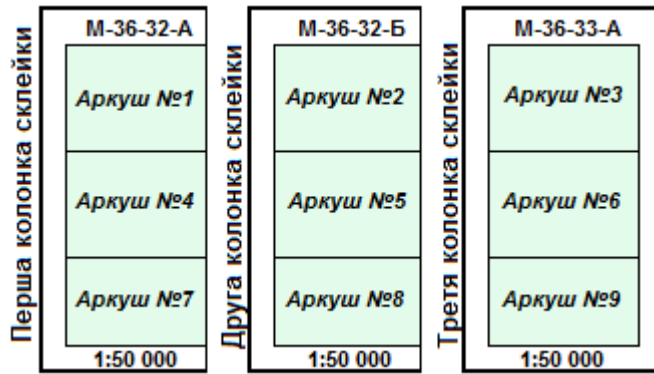 Перша колонка склейки
М-36-32-А
Аркуш №1
Аркуш №4
Аркуш №7
1:50 000
Друга колонка склейки
М-36-32-Б
Аркуш №2
Аркуш №5
Аркуш №8
1:50 000
Третя колонка склейки
М-36-33-А
Аркуш №3
Аркуш №6
Аркуш №9
1:50 000